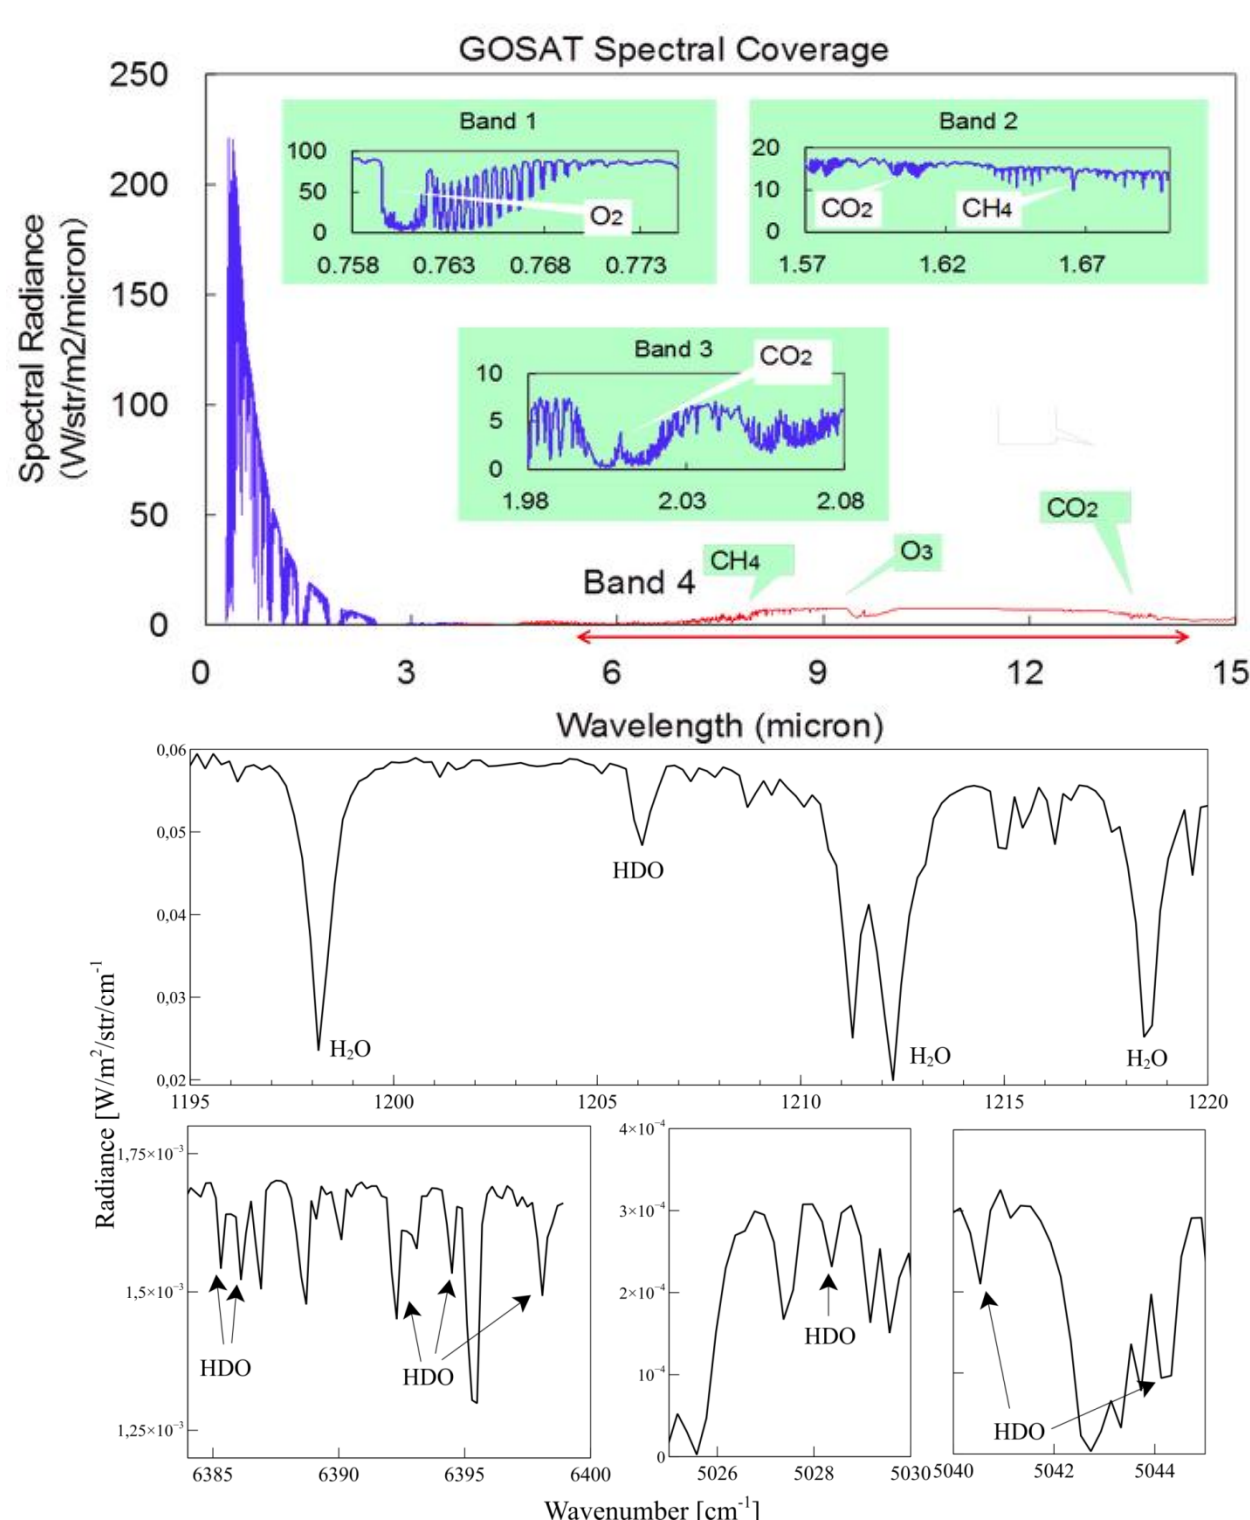 GOSAT Spectral Coverage
Spectral Radiance
(W/str/m2/micron)
250
200
150
100
50
0
Band 1
100
50
0
O2
0.758 0.763 0.768 0.773
Band 2
20
10
0
CO2 CH4
1.57 1.62 1.67
Band 3
CO2
10
5
0
1.98 2.03 2.08
CO2
O3
CH4
Band 4
0 3 6 9 12 15
Wavelength (micron)
0,06
0,05
0,04
0,03
0,02
HDO
H₂O
H₂O
H₂O
1195 1200 1205 1210 1215 1220
Radiance [W/m²/str/cm⁻¹]
1,75×10⁻³
1,5×10⁻³
1,25×10⁻³
HDO
HDO
6385 6390 6395 6400
4×10⁻⁴
3×10⁻⁴
2×10⁻⁴
10⁻⁴
0
HDO
5026 5028 5030
HDO
5040 5042 5044
Wavenumber [cm⁻¹]